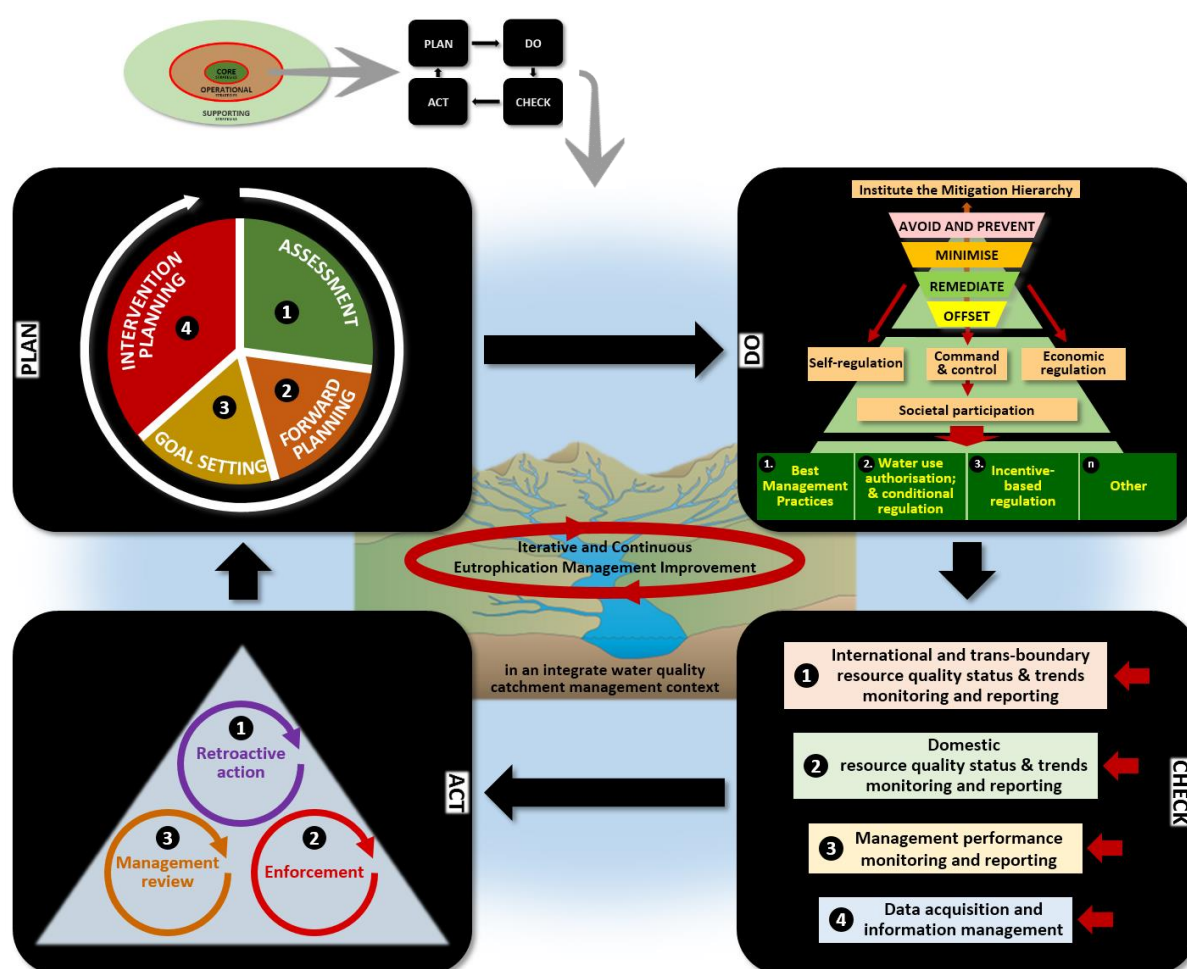 CORE
STRATEGIES
OPERATIONAL
STRATEGIES
SUPPORTING
STRATEGIES
PLAN
DO
ACT
CHECK
PLAN
ASSESSMENT
1
FORWARD
PLANNING
2
GOAL SETTING
3
INTERVENTION
PLANNING
4
DO
Institute the Mitigation Hierarchy
AVOID AND PREVENT
MINIMISE
REMEDIATE
OFFSET
Self-regulation
Command
& control
Economic
regulation
Societal participation
1.
Best
Management
Practices
2.
Water use
authorisation;
& conditional
regulation
3.
Incentive-
based
regulation
n
Other
Iterative and Continuous
Eutrophication Management Improvement
in an integrate water quality
catchment management context
ACT
1
Retroactive
action
3
Management
review
2
Enforcement
CHECK
1
International and trans-boundary
resource quality status & trends
monitoring and reporting
2
Domestic
resource quality status & trends
monitoring and reporting
3
Management performance
monitoring and reporting
4
Data acquisition and
information management